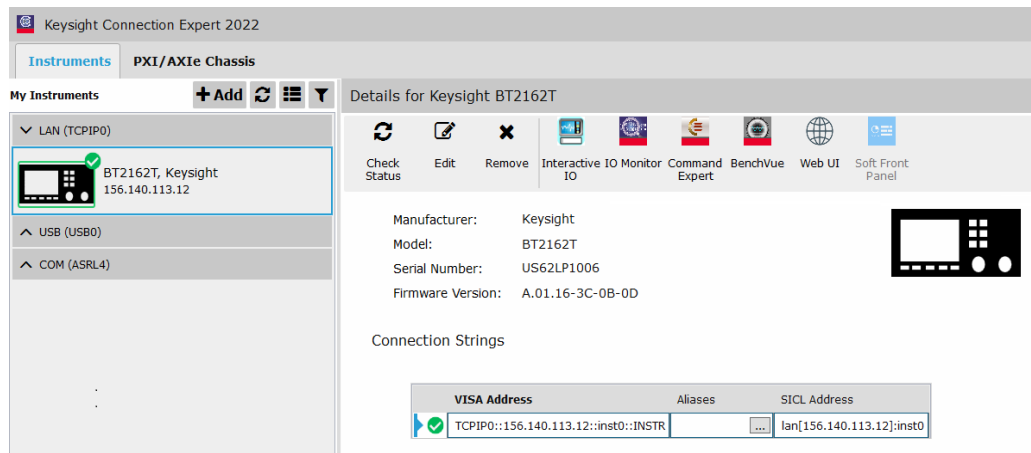 Keysight Connection Expert 2022
Instruments PXI/AXIe Chassis
My Instruments Add
LAN (TCPIP0)
BT2162T, Keysight
156.140.113.12
USB (USB0)
COM (ASRL4)
Details for Keysight BT2162T
Check Status
Edit
Remove
Interactive IO
IO Monitor
Command Expert
BenchVue
Web UI
Soft Front Panel
Manufacturer: Keysight
Model: BT2162T
Serial Number: US62LP1006
Firmware Version: A.01.16-3C-0B-0D
Connection Strings
VISA Address Aliases SICL Address
TCPIP0::156.140.113.12::inst0::INSTR ... lan[156.140.113.12]:inst0